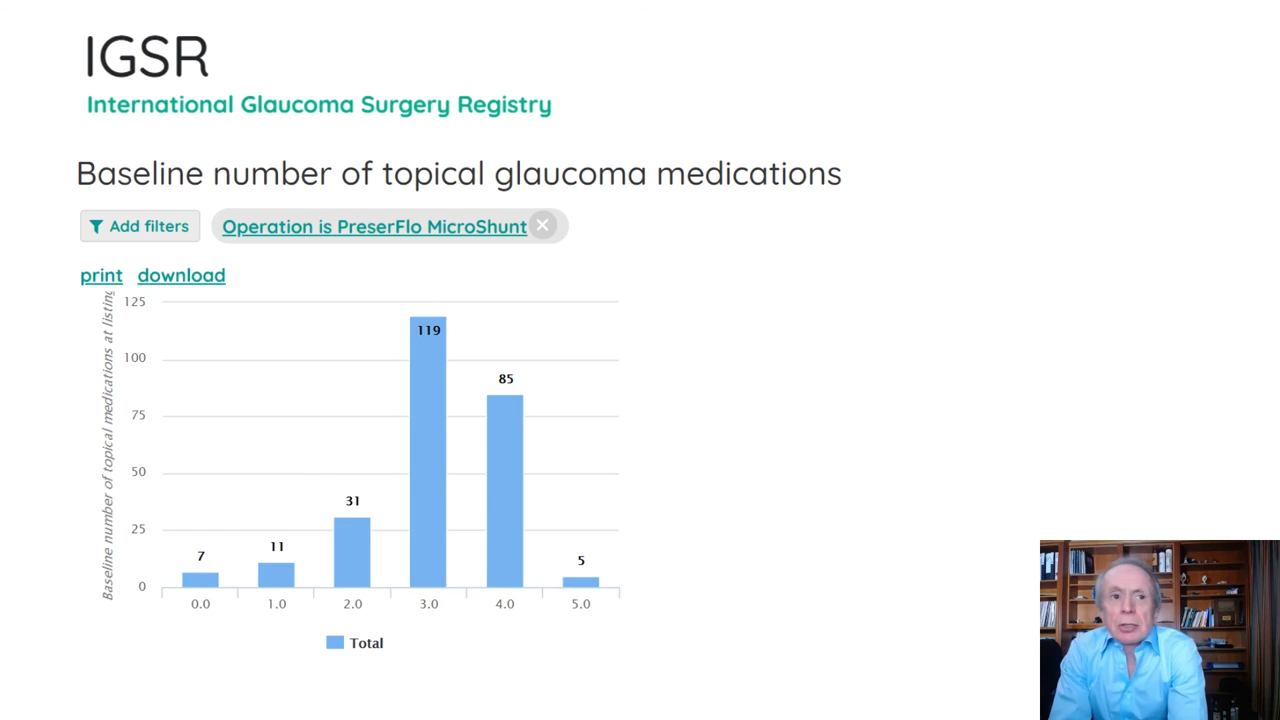 IGSR
International Glaucoma Surgery Registry
Baseline number of topical glaucoma medications
Add filters
Operation is PreserFlo MicroShunt
print download
Baseline number of topical medications at listing
125
100
75
50
25
0
7
11
31
119
85
5
0.0 1.0 2.0 3.0 4.0 5.0
Total